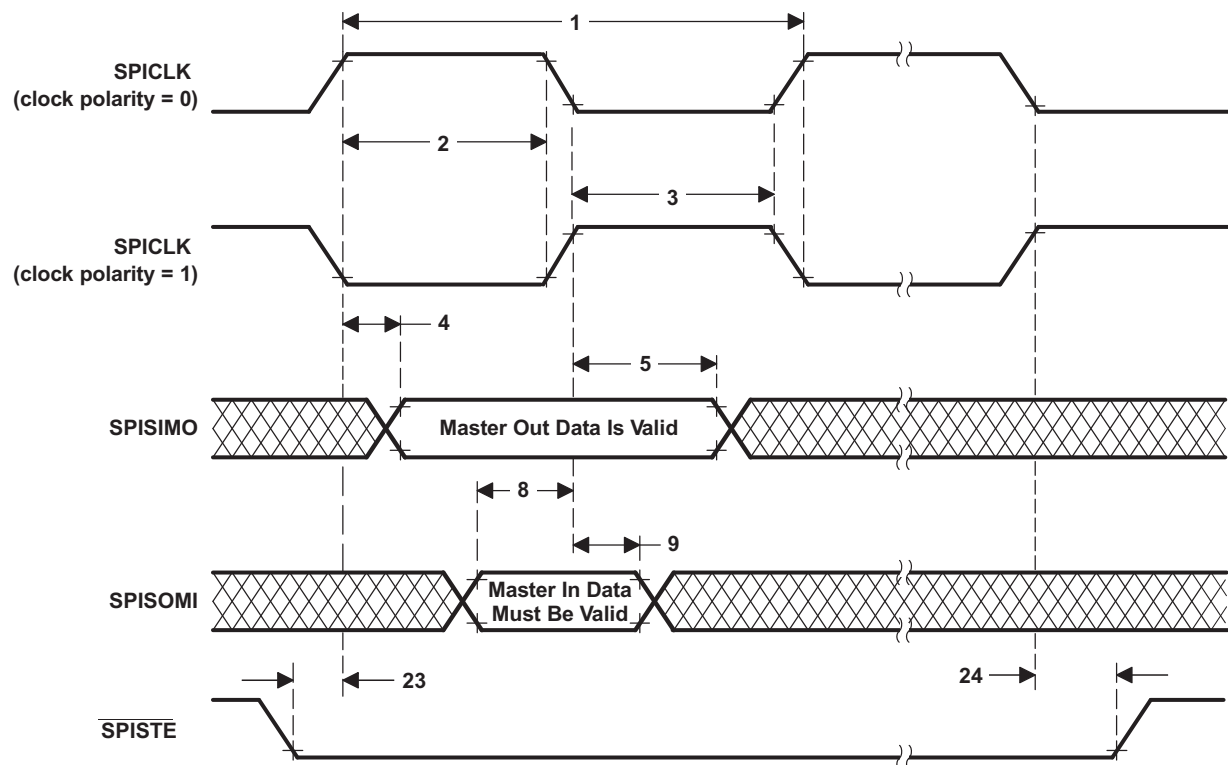 1
SPICLK
(clock polarity = 0)
2
3
SPICLK
(clock polarity = 1)
4
5
SPISIMO
Master Out Data Is Valid
8
9
SPISOMI
Master In Data
Must Be Valid
23
24
SPISTE